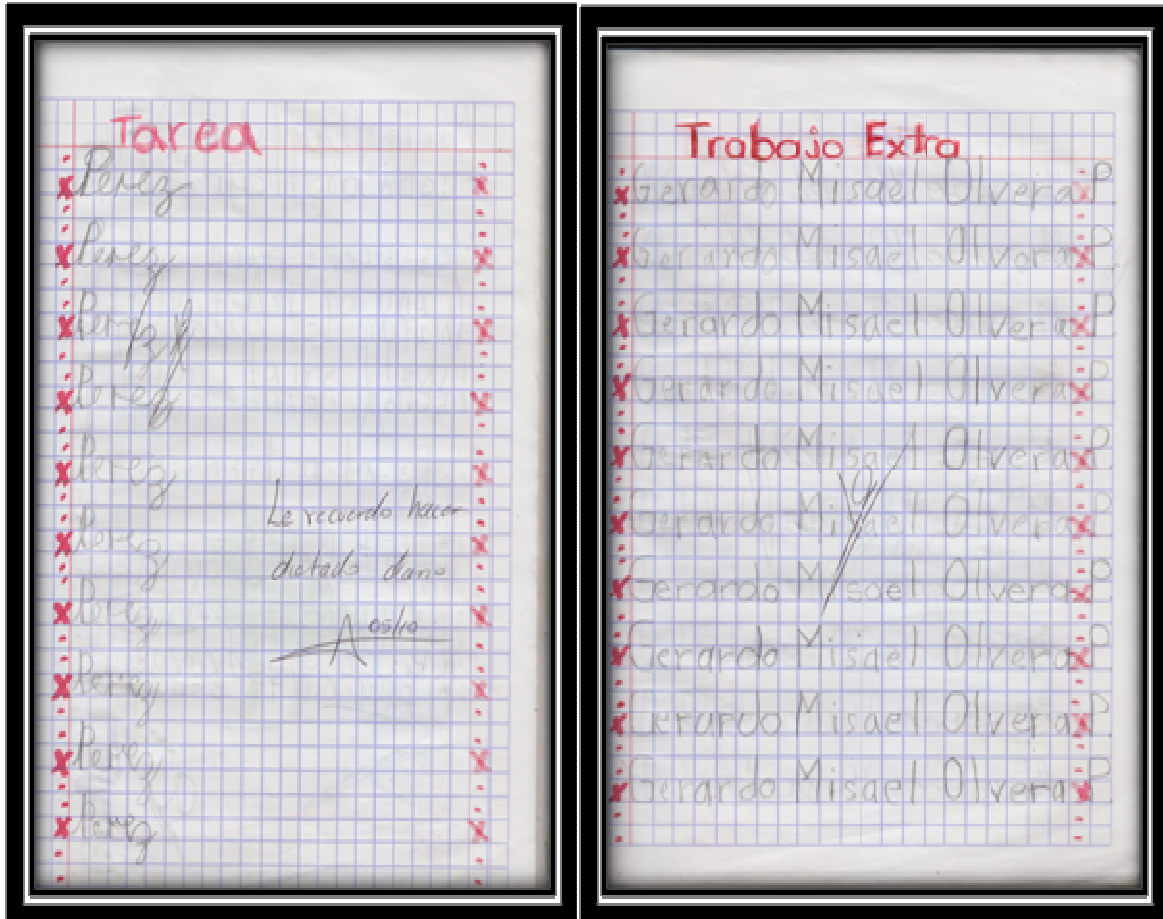 Tarea
Perez
Perez
Perez
Perez
Perez
Perez
Perez
Perez
Perez
Perez
Le recuerdo hacer
dictado
05/10
Trabajo Extra
Gerardo Misael Olvera P.
Gerardo Misael Olvera P.
Gerardo Misael Olvera P.
Gerardo Misael Olvera P.
Gerardo Misael Olvera P.
Gerardo Misael Olvera P.
Gerardo Misael Olvera P.
Gerardo Misael Olvera P.
Misael Olvera P.
Gerardo Misael Olvera P.